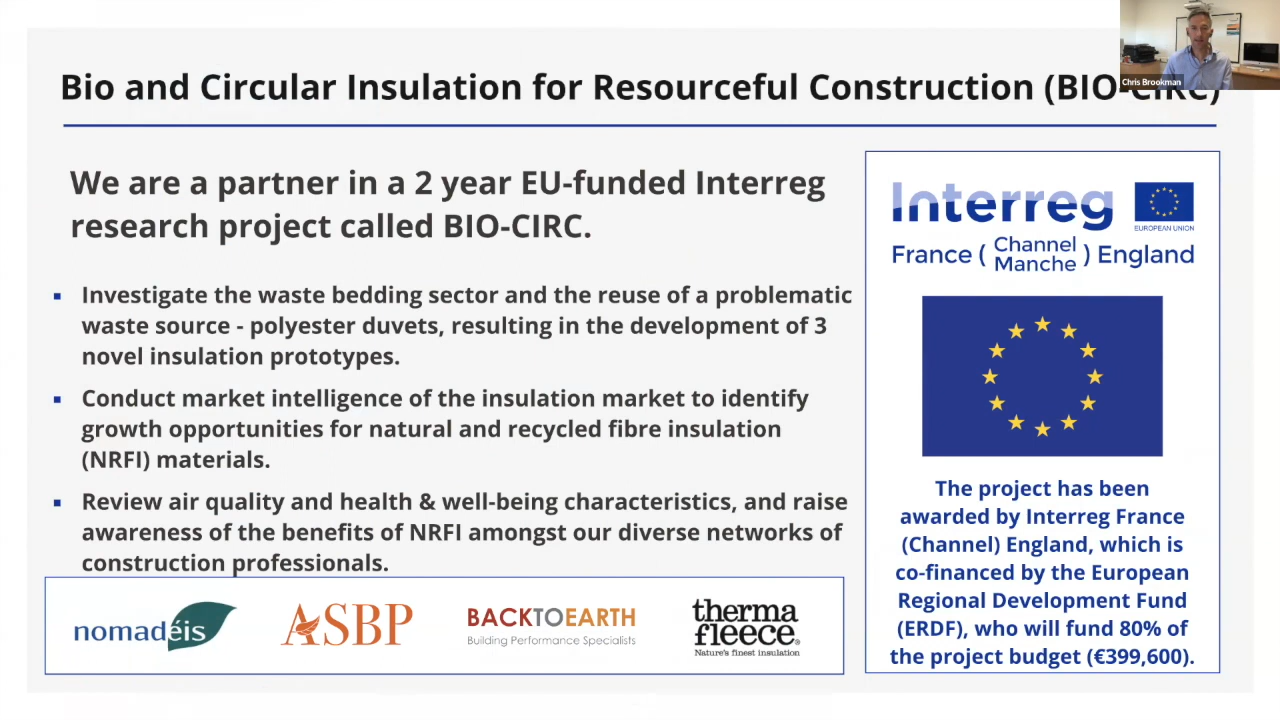 Bio and Circular Insulation for Resourceful Construction (BIO-CIRC)
Chris Brookman
We are a partner in a 2 year EU-funded Interreg
research project called BIO-CIRC.
▪ Investigate the waste bedding sector and the reuse of a problematic
waste source - polyester duvets, resulting in the development of 3
novel insulation prototypes.
▪ Conduct market intelligence of the insulation market to identify
growth opportunities for natural and recycled fibre insulation
(NRFI) materials.
▪ Review air quality and health & well-being characteristics, and raise
awareness of the benefits of NRFI amongst our diverse networks of
construction professionals.
nomadéis
ASBP
BACKTOEARTH
Building Performance Specialists
therma
fleece®
Nature's finest insulation
Interreg
EUROPEAN UNION
France ( Channel
Manche ) England
The project has been
awarded by Interreg France
(Channel) England, which is
co-financed by the European
Regional Development Fund
(ERDF), who will fund 80% of
the project budget (€399,600).